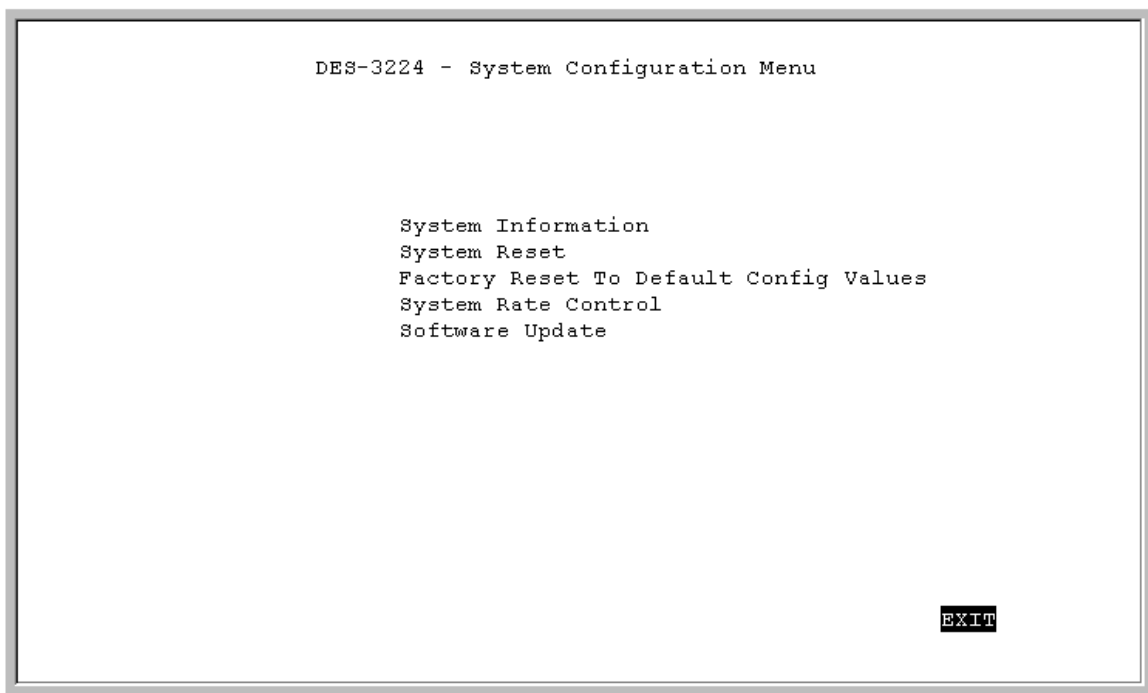 DES-3224 - System Configuration Menu
System Information
System Reset
Factory Reset To Default Config Values
System Rate Control
Software Update
EXIT